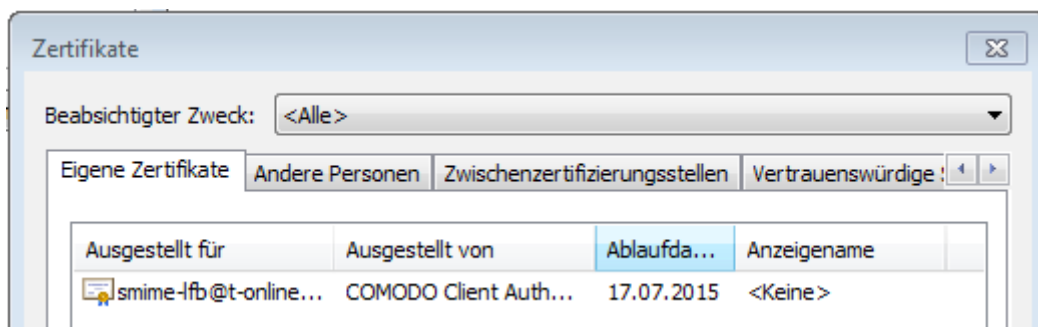 Zertifikate
Beabsichtigter Zweck: <Alle>
Eigene Zertifikate Andere Personen Zwischenzertifizierungsstellen Vertrauenswürdige
Ausgestellt für Ausgestellt von Ablaufda... Anzeigename
smime-lfb@t-online... COMODO Client Auth... 17.07.2015 <Keine>